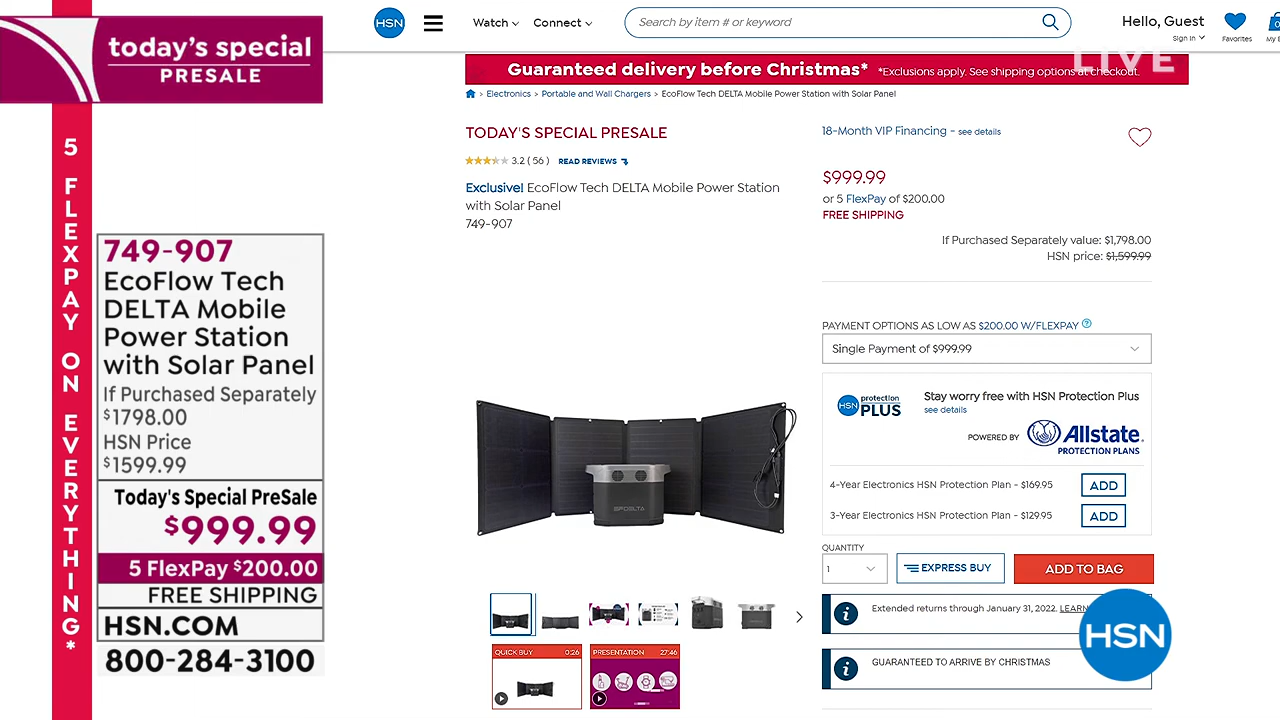 today's special
PRESALE
5 FLEXPAY ON EVERYTHING*
749-907
EcoFlow Tech
DELTA Mobile
Power Station
with Solar Panel
If Purchased Separately
$1798.00
HSN Price
$1599.99
Today's Special PreSale
$999.99
5 FlexPay $200.00
FREE SHIPPING
HSN.COM
800-284-3100
HSN
Watch
Connect
Search by item # or keyword
Hello, Guest
Sign In
Favorites
LIVE
Guaranteed delivery before Christmas* *Exclusions apply. See shipping options at checkout.
> Electronics > Portable and Wall Chargers > EcoFlow Tech DELTA Mobile Power Station with Solar Panel
TODAY'S SPECIAL PRESALE
3.2 ( 56 ) READ REVIEWS
Exclusive! EcoFlow Tech DELTA Mobile Power Station
with Solar Panel
749-907
18-Month VIP Financing - see details
$999.99
or 5 FlexPay of $200.00
FREE SHIPPING
If Purchased Separately value: $1,798.00
HSN price: $1,599.99
PAYMENT OPTIONS AS LOW AS $200.00 W/FLEXPAY ?
Single Payment of $999.99
HSN protection PLUS
Stay worry free with HSN Protection Plus
see details
POWERED BY Allstate.
PROTECTION PLANS
4-Year Electronics HSN Protection Plan - $169.95 ADD
3-Year Electronics HSN Protection Plan - $129.95 ADD
QUANTITY
1
EXPRESS BUY
ADD TO BAG
Extended returns through January 31, 2022. LEARN
GUARANTEED TO ARRIVE BY CHRISTMAS
HSN
QUICK BUY 0:26
PRESENTATION 27:46